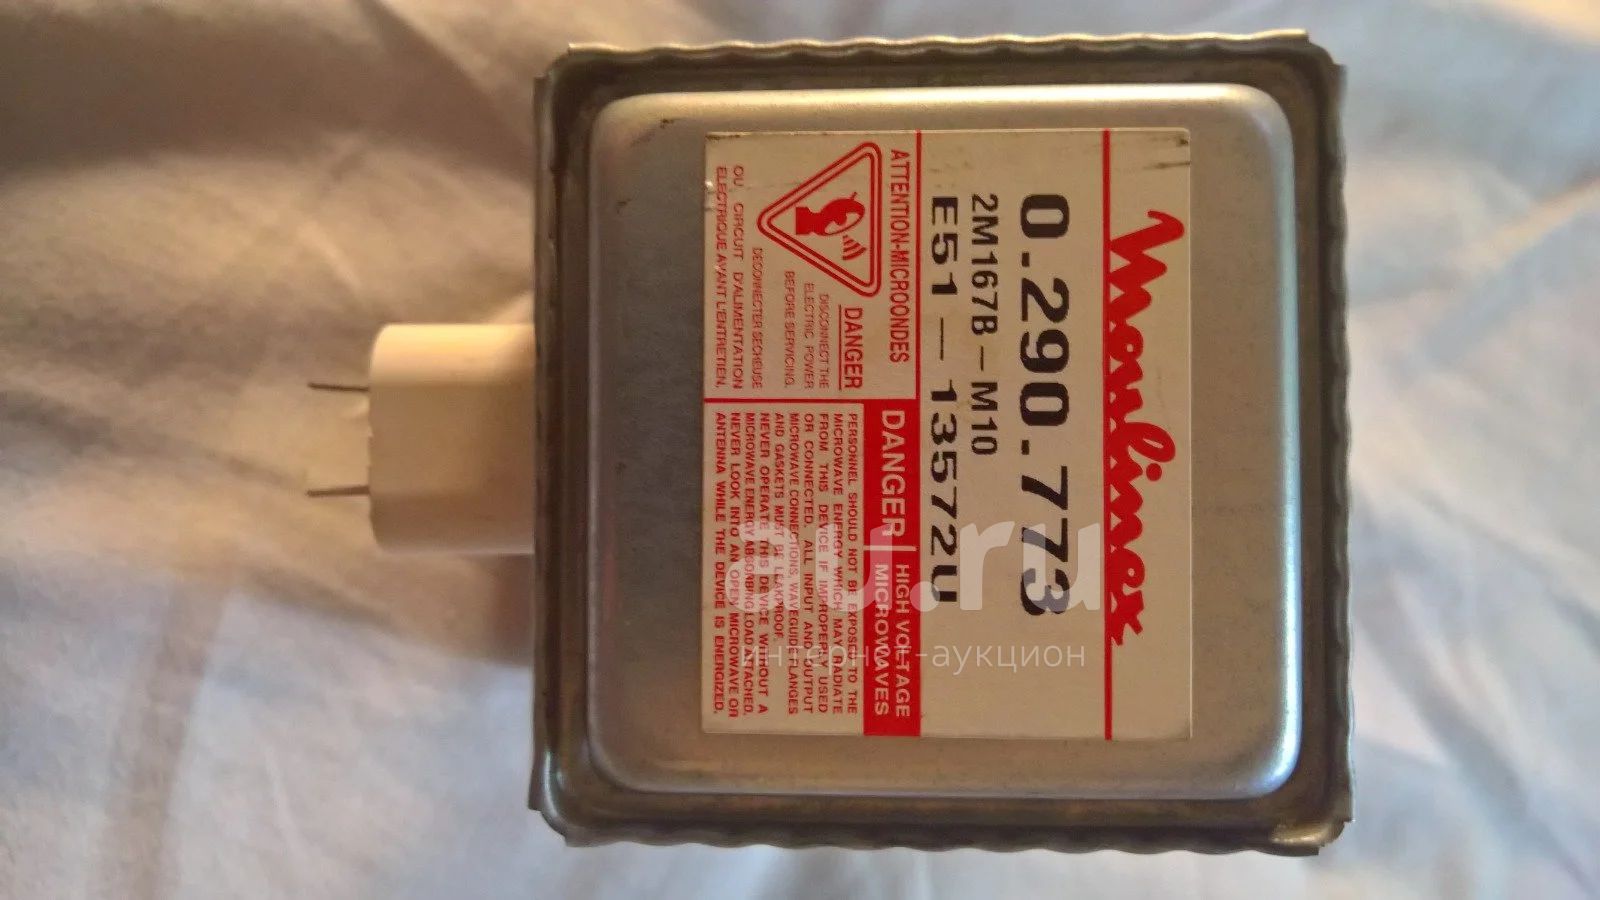 Moulinex
0.290.773
2M167B-M10
E51-13572U
ATTENTION-MICROONDES
DANGER
DISCONNECT THE
ELECTRIC POWER
BEFORE SERVICING.
DECONNECTER SECHEUSE
OU CIRCUIT D'ALIMENTATION
ELECTRIQUE AVANT L'ENTRETIEN.
DANGER HIGH VOLTAGE
MICROWAVES
PERSONNEL SHOULD NOT BE EXPOSED TO THE
MICROWAVE ENERGY WHICH MAY RADIATE
FROM THIS DEVICE IF IMPROPERLY USED
OR CONNECTED. ALL INPUT AND OUTPUT
MICROWAVE CONNECTIONS, WAVEGUIDE FLANGES
AND GASKETS MUST BE LEAKPROOF.
NEVER OPERATE THIS DEVICE WITHOUT A
MICROWAVE ENERGY ABSORBING LOAD ATTACHED.
NEVER LOOK INTO AN OPEN MICROWAVE OR
ANTENNA WHILE THE DEVICE IS ENERGIZED.
au.ru
интернет-аукцион